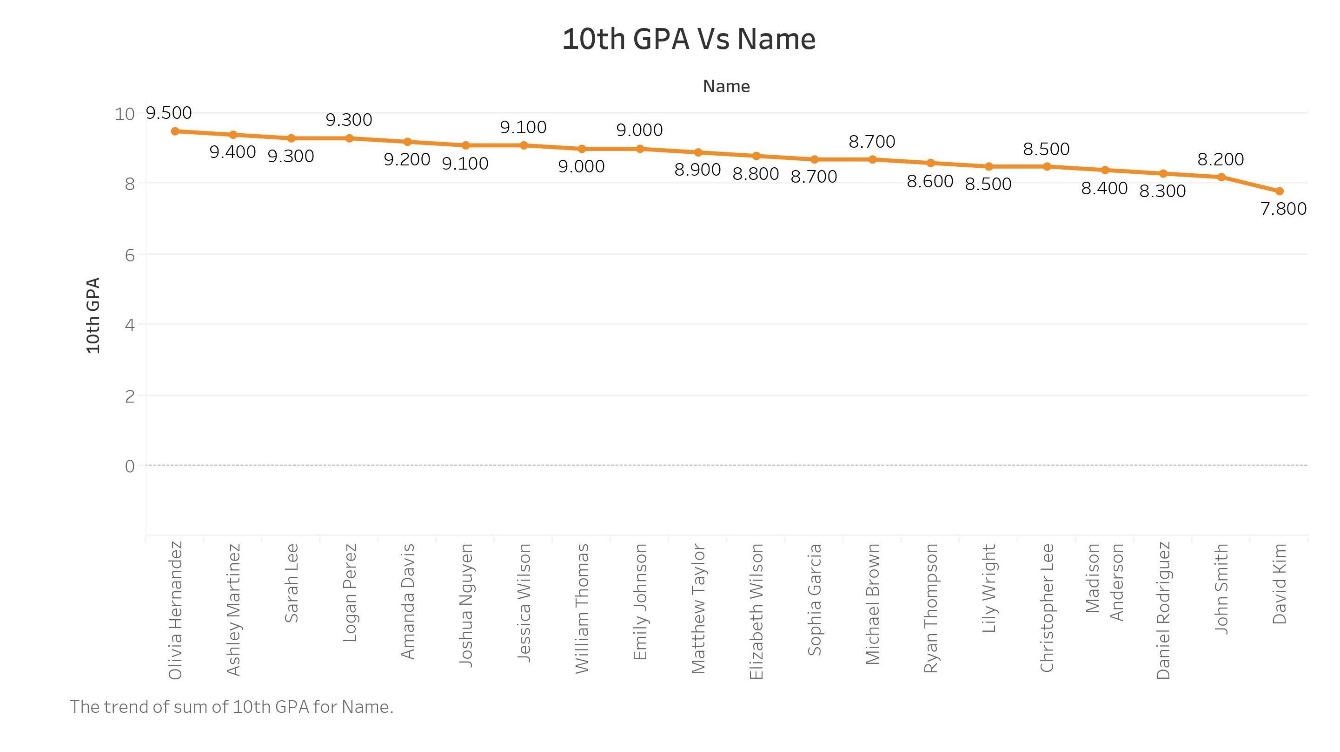 10th GPA Vs Name
Name
10th GPA
10
8
6
4
2
0
9.500
9.400
9.300
9.300
9.200
9.100
9.100
9.000
9.000
8.900
8.800
8.700
8.700
8.600
8.500
8.500
8.400
8.300
8.200
7.800
Olivia Hernandez
Ashley Martinez
Sarah Lee
Logan Perez
Amanda Davis
Joshua Nguyen
Jessica Wilson
William Thomas
Emily Johnson
Matthew Taylor
Elizabeth Wilson
Sophia Garcia
Michael Brown
Ryan Thompson
Lily Wright
Christopher Lee
Madison
Anderson
Daniel Rodriguez
John Smith
David Kim
The trend of sum of 10th GPA for Name.